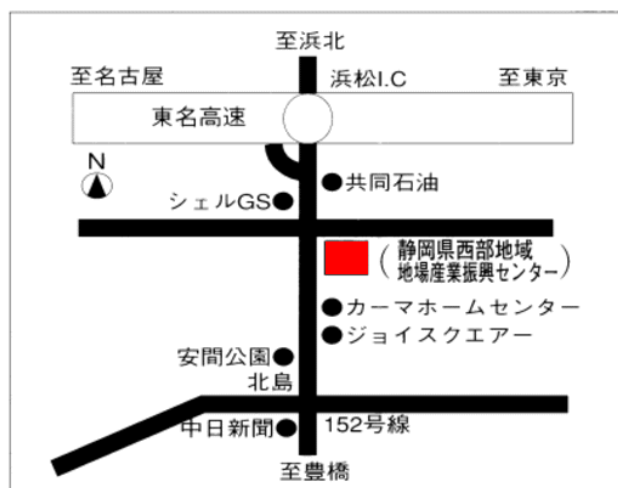 至浜北
至名古屋
浜松I.C
至東京
東名高速
N
共同石油
シェルGS
(静岡県西部地域
地場産業振興センター)
カーマホームセンター
ジョイスクエアー
安間公園
北島
152号線
中日新聞
至豊橋